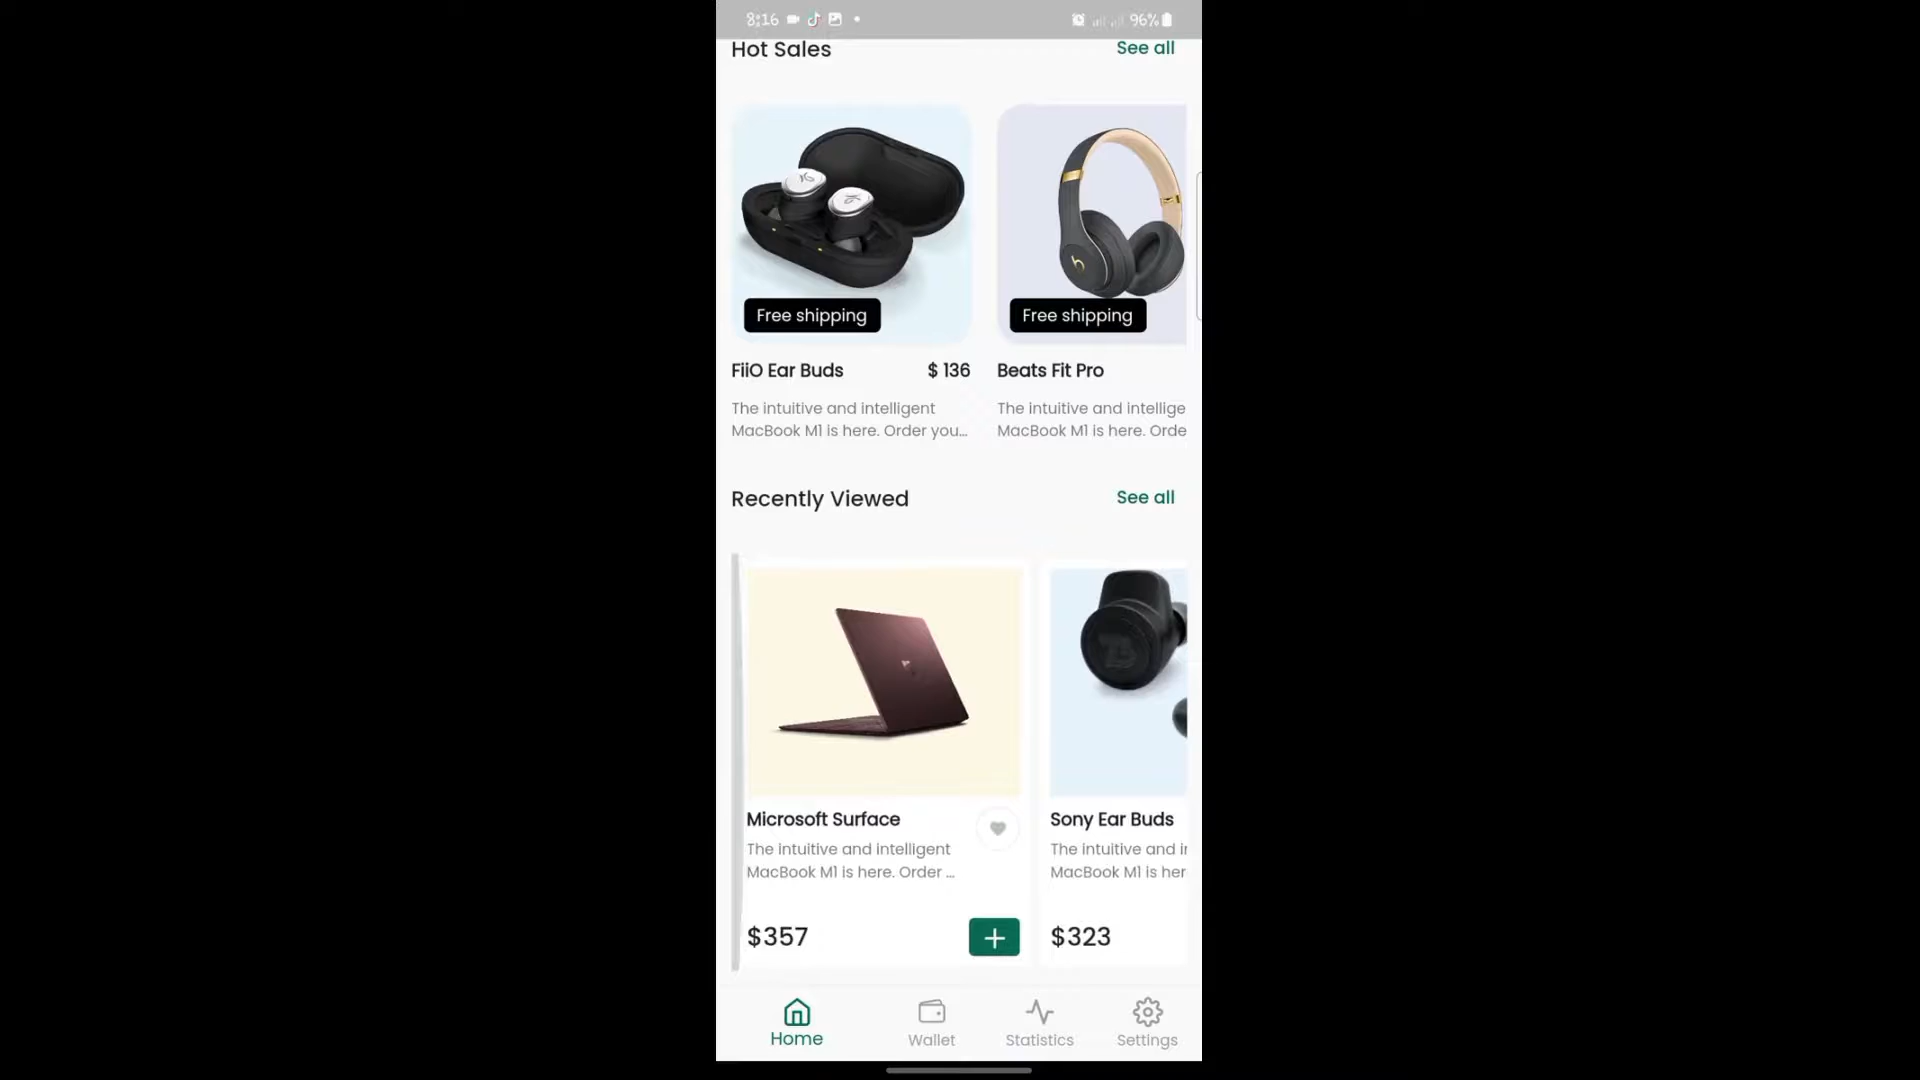 8:16 96%
Hot Sales See all
Free shipping Free shipping
FiiO Ear Buds $ 136 Beats Fit Pro
The intuitive and intelligent The intuitive and intellige
MacBook M1 is here. Order you... MacBook M1 is here. Orde
Recently Viewed See all
Microsoft Surface Sony Ear Buds
The intuitive and intelligent The intuitive and ir
MacBook M1 is here. Order ... MacBook M1 is her
$357 $323
Home Wallet Statistics Settings